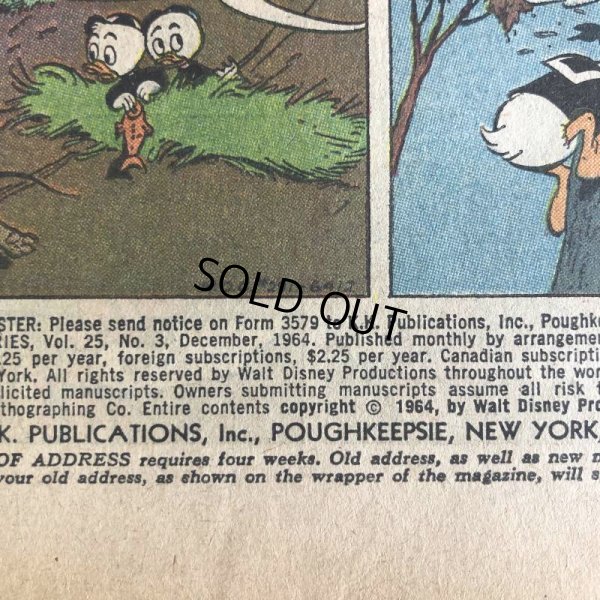 SOLD OUT
STER: Please send notice on Form 3579 to K.K. Publications, Inc., Poughk
RIES, Vol. 25, No. 3, December, 1964. Published monthly by arrangeme
.25 per year, foreign subscriptions, $2.25 per year. Canadian subscripti
York. All rights reserved by Walt Disney Productions throughout the wor
licited manuscripts. Owners submitting manuscripts assume all risk f
thographing Co. Entire contents copyright © 1964, by Walt Disney Pro
K. PUBLICATIONS, Inc., POUGHKEEPSIE, NEW YORK,
OF ADDRESS requires four weeks. Old address, as well as new
your old address, as shown on the wrapper of the magazine, will